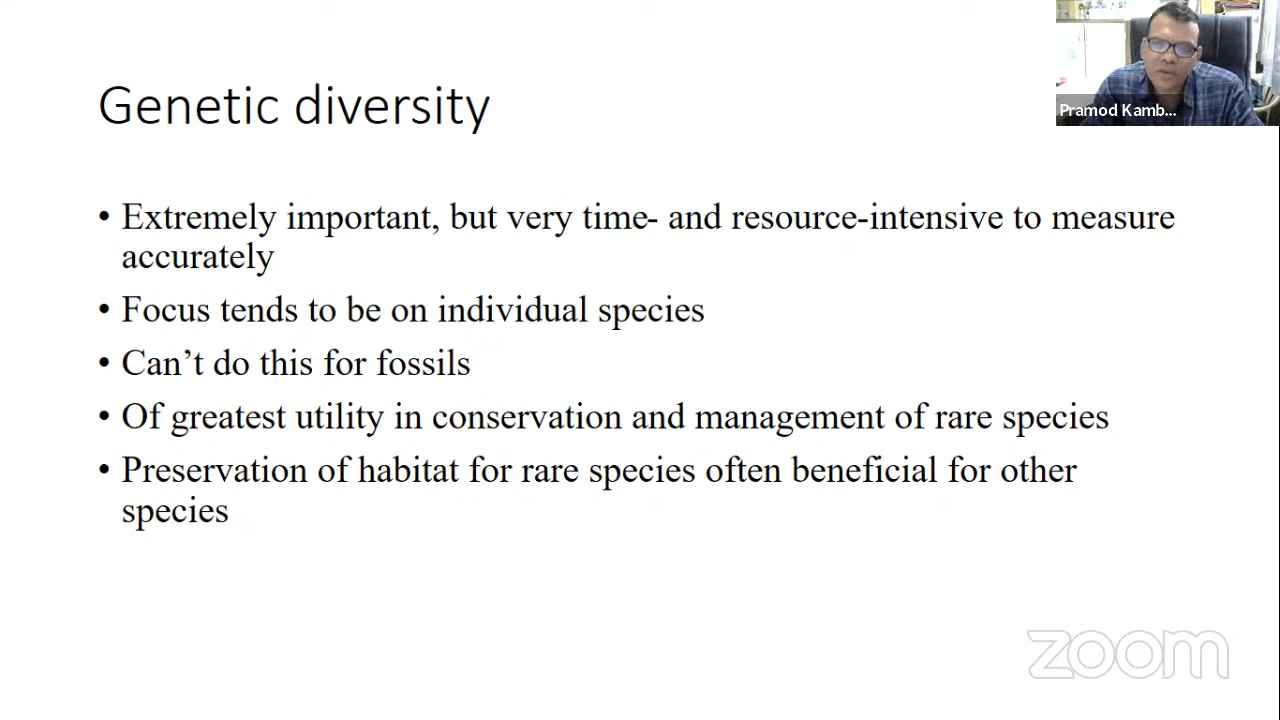 Genetic diversity
Pramod Kamb...
• Extremely important, but very time- and resource-intensive to measure
accurately
• Focus tends to be on individual species
• Can’t do this for fossils
• Of greatest utility in conservation and management of rare species
• Preservation of habitat for rare species often beneficial for other
species
zoom